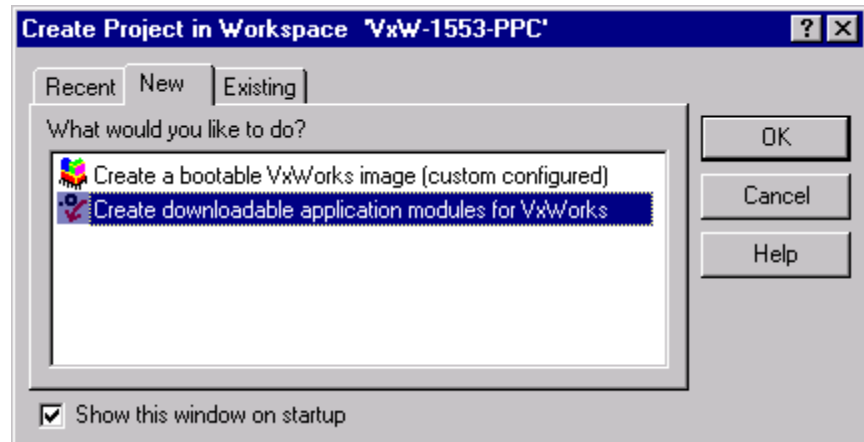 Create Project in Workspace 'VxW-1553-PPC'
Recent New Existing
What would you like to do?
Create a bootable VxWorks image (custom configured)
Create downloadable application modules for VxWorks
OK
Cancel
Help
Show this window on startup